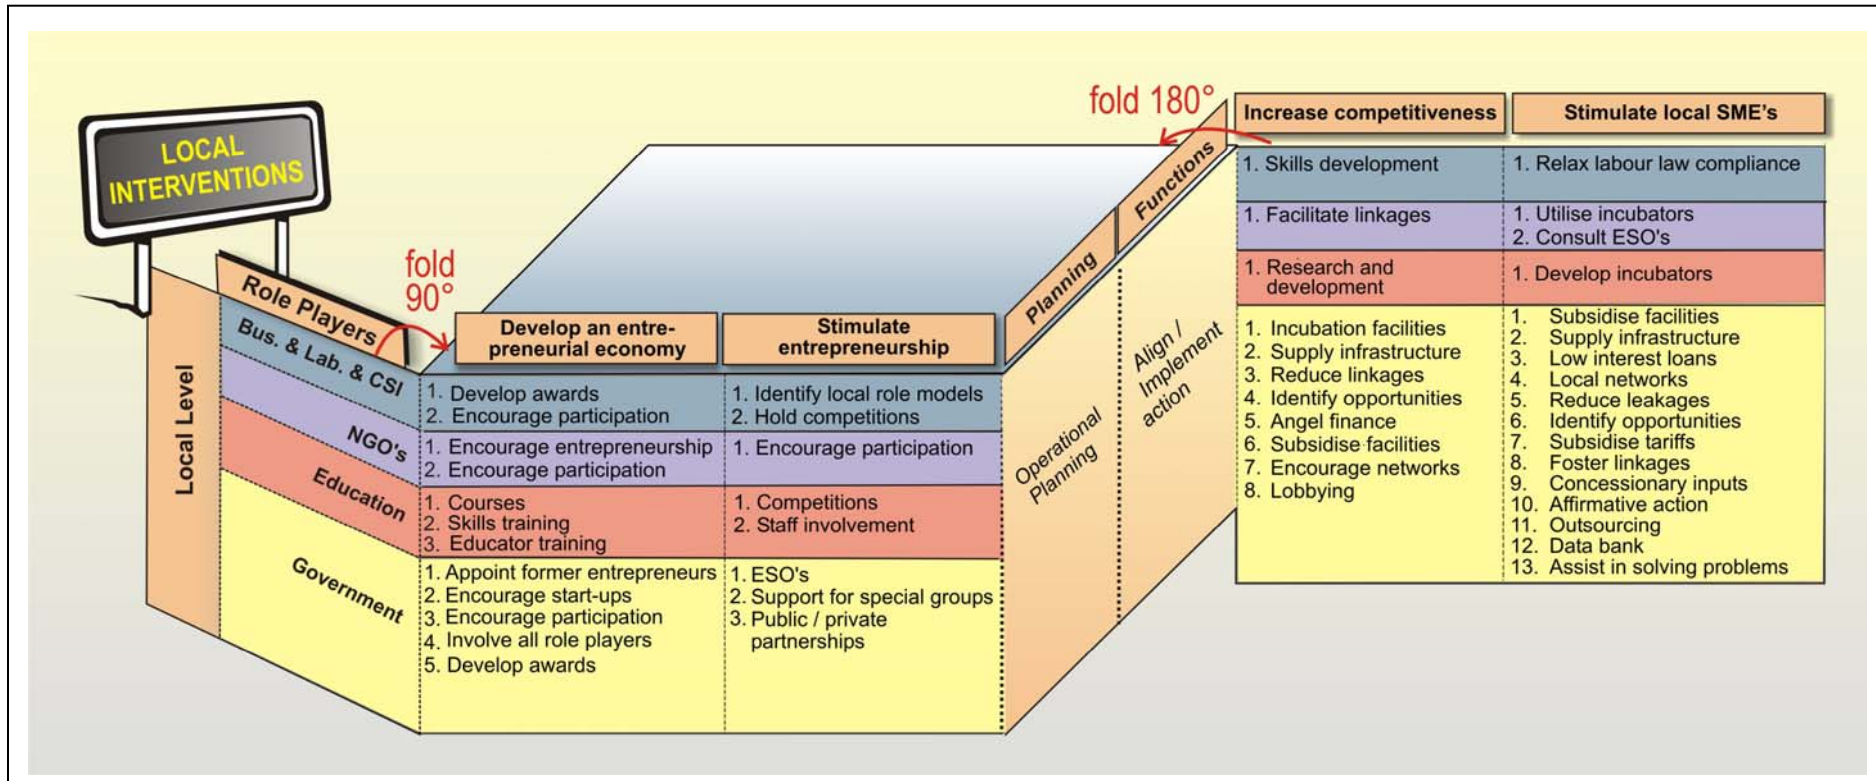 LOCAL
INTERVENTIONS
Local Level
Role Players
Bus. & Lab. & CSI
NGO's
Education
Government
fold
90°
Develop an entre-
preneurial economy
1. Develop awards
2. Encourage participation
1. Encourage entrepreneurship
2. Encourage participation
1. Courses
2. Skills training
3. Educator training
1. Appoint former entrepreneurs
2. Encourage start-ups
3. Encourage participation
4. Involve all role players
5. Develop awards
Stimulate
entrepreneurship
1. Identify local role models
2. Hold competitions
1. Encourage participation
1. Competitions
2. Staff involvement
1. ESO's
2. Support for special groups
3. Public / private
partnerships
Planning
Functions
Operational
Planning
Align /
Implement
action
fold 180°
Increase competitiveness
1. Skills development
1. Facilitate linkages
1. Research and
development
1. Incubation facilities
2. Supply infrastructure
3. Reduce linkages
4. Identify opportunities
5. Angel finance
6. Subsidise facilities
7. Encourage networks
8. Lobbying
Stimulate local SME's
1. Relax labour law compliance
1. Utilise incubators
2. Consult ESO's
1. Develop incubators
1. Subsidise facilities
2. Supply infrastructure
3. Low interest loans
4. Local networks
5. Reduce leakages
6. Identify opportunities
7. Subsidise tariffs
8. Foster linkages
9. Concessionary inputs
10. Affirmative action
11. Outsourcing
12. Data bank
13. Assist in solving problems